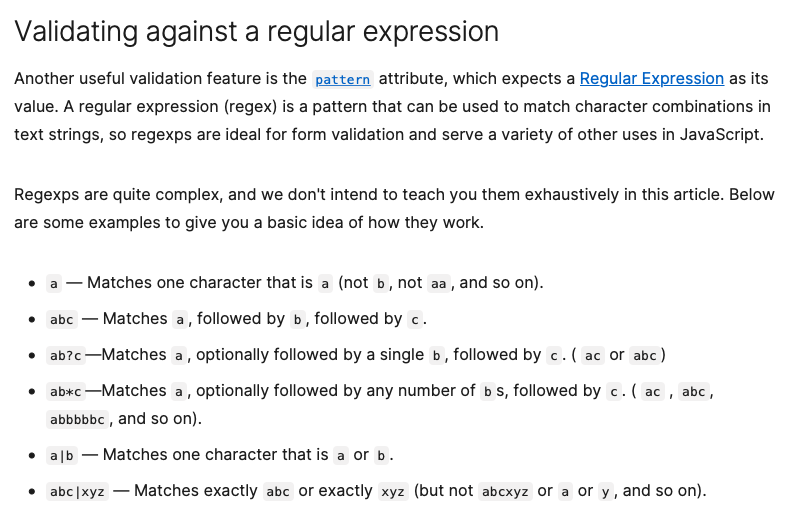 Validating against a regular expression
Another useful validation feature is the pattern attribute, which expects a Regular Expression as its
value. A regular expression (regex) is a pattern that can be used to match character combinations in
text strings, so regexps are ideal for form validation and serve a variety of other uses in JavaScript.
Regexps are quite complex, and we don't intend to teach you them exhaustively in this article. Below
are some examples to give you a basic idea of how they work.
• a — Matches one character that is a (not b, not aa, and so on).
• abc — Matches a, followed by b, followed by c.
• ab?c—Matches a, optionally followed by a single b, followed by c. ( ac or abc)
• ab*c—Matches a, optionally followed by any number of bs, followed by c. ( ac , abc,
abbbbbc, and so on).
• a|b — Matches one character that is a or b.
• abc|xyz — Matches exactly abc or exactly xyz (but not abcxyz or a or y, and so on).